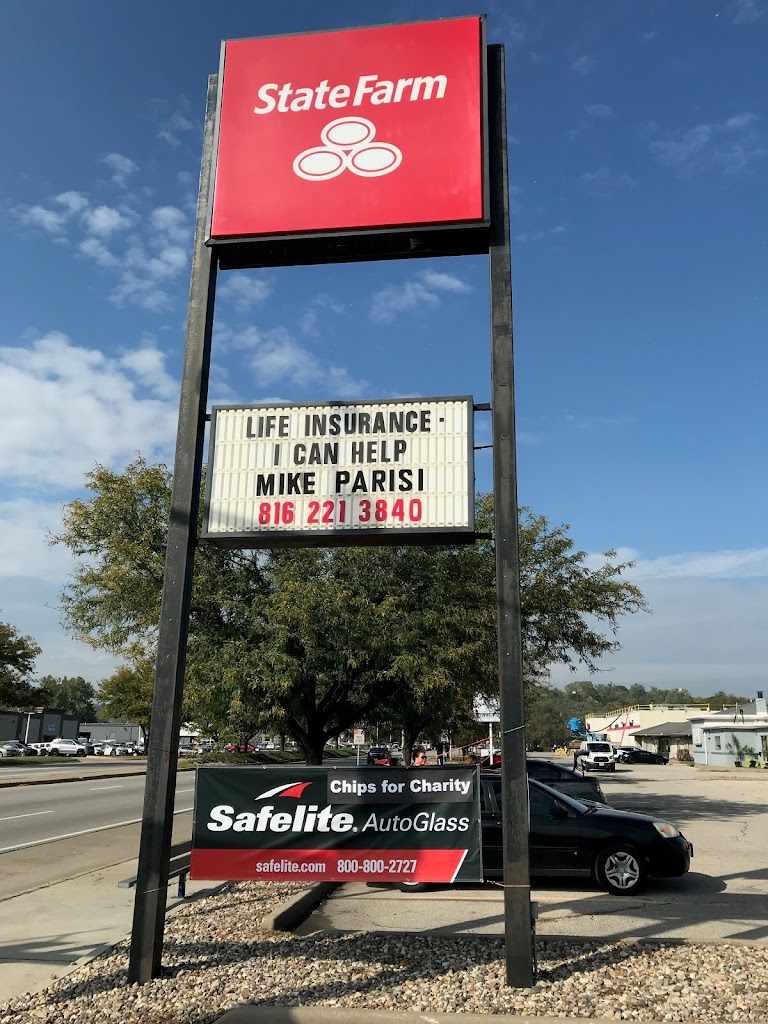 StateFarm
LIFE INSURANCE ·
I CAN HELP
MIKE PARISI
816 221 3840
Chips for Charity
Safelite. AutoGlass
safelite.com 800-800-2727